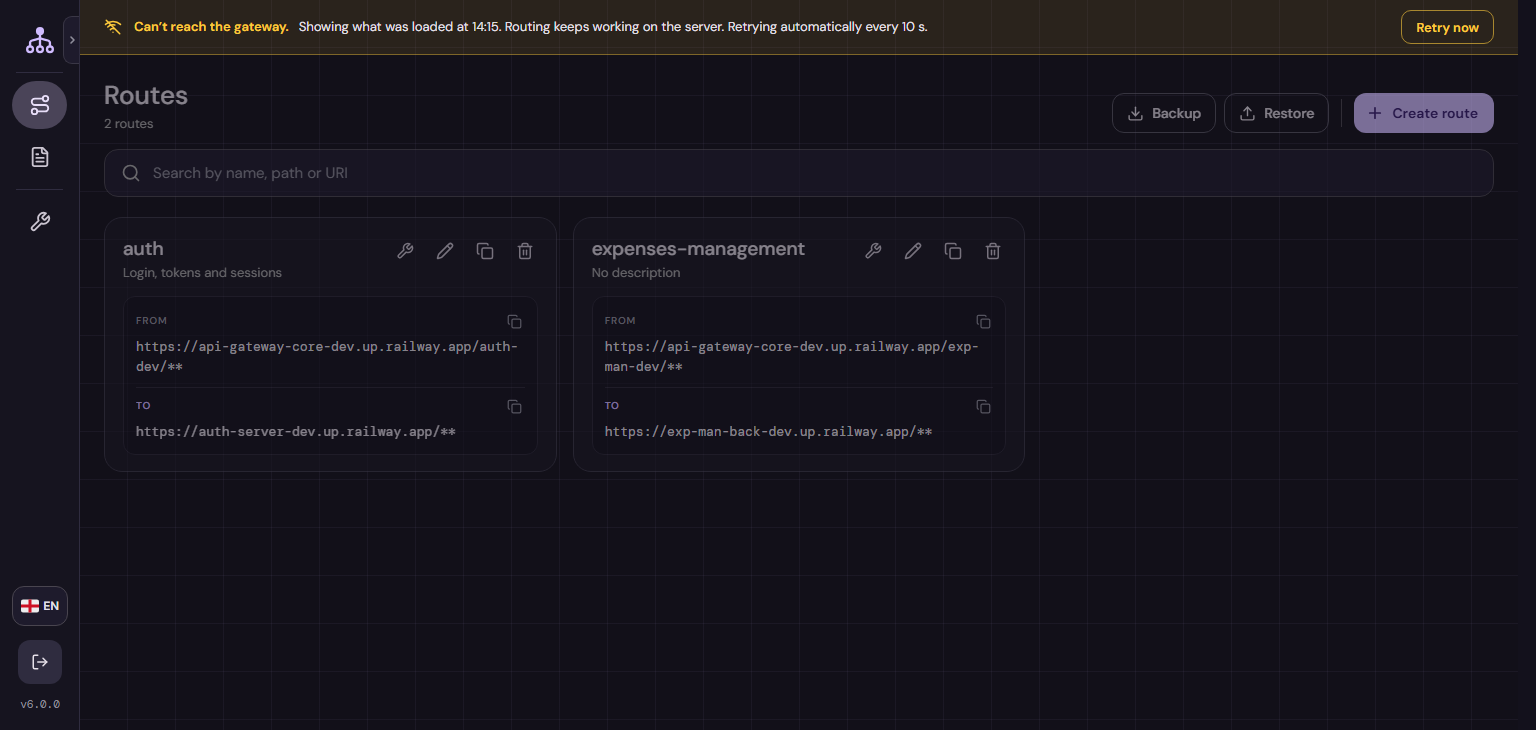 Can't reach the gateway. Showing what was loaded at 14:15. Routing keeps working on the server. Retrying automatically every 10 s.
Retry now
Routes
2 routes
Backup
Restore
Create route
Search by name, path or URI
auth
Login, tokens and sessions
FROM
https://api-gateway-core-dev.up.railway.app/auth-
dev/**
TO
https://auth-server-dev.up.railway.app/**
expenses-management
No description
FROM
https://api-gateway-core-dev.up.railway.app/exp-
man-dev/**
TO
https://exp-man-back-dev.up.railway.app/**
EN
v6.0.0